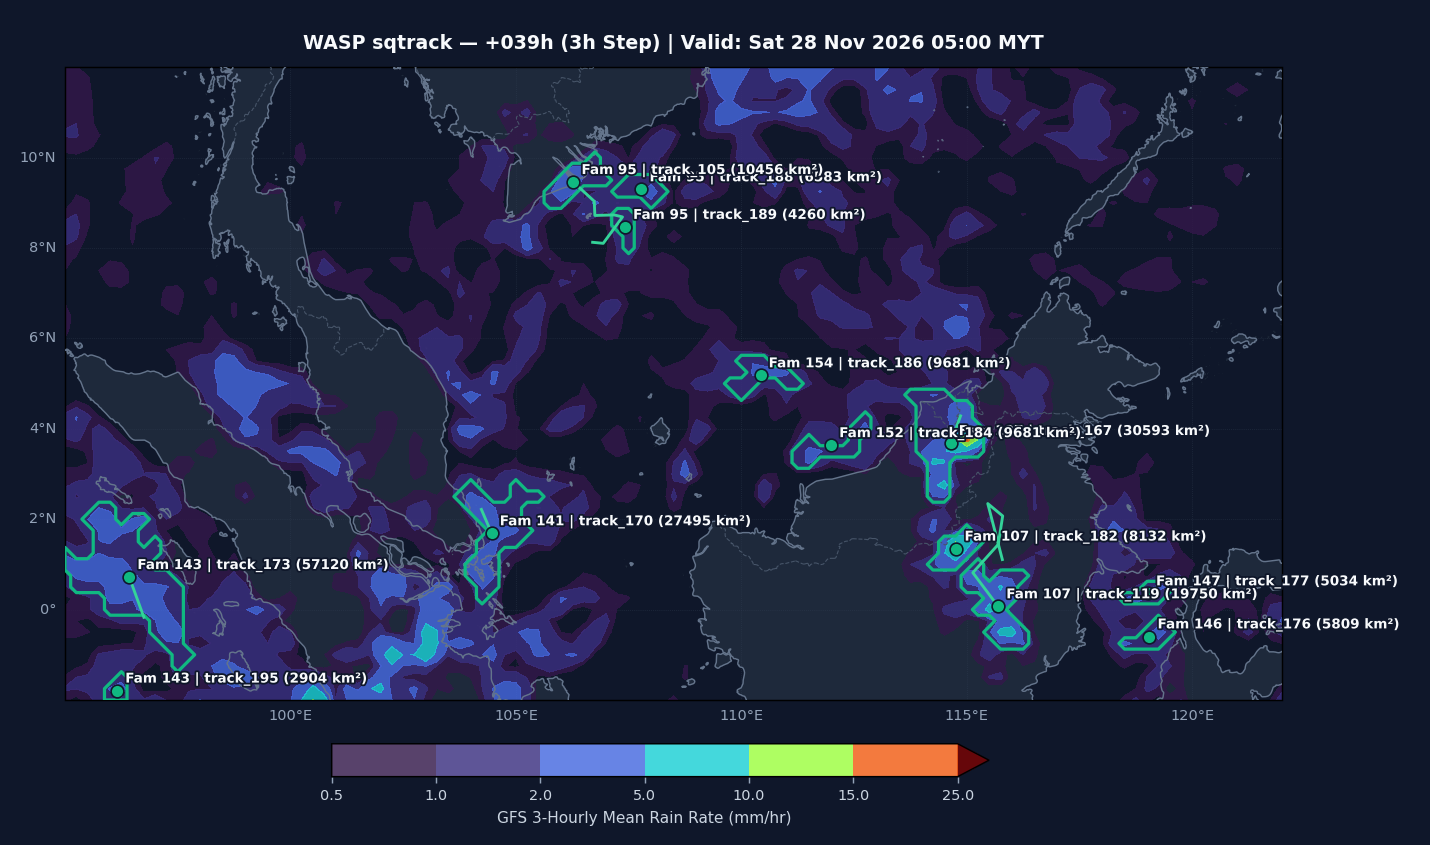 WASP sqtrack — +039h (3h Step) | Valid: Sat 28 Nov 2026 05:00 MYT
10°N
8°N
6°N
4°N
2°N
0°
Fam 95 | track_105 (10456 km²)
Fam 95 | track_188 (6583 km²)
Fam 95 | track_189 (4260 km²)
Fam 154 | track_186 (9681 km²)
Fam 152 | track_184 (9681 km²)
167 (30593 km²)
Fam 141 | track_170 (27495 km²)
Fam 107 | track_182 (8132 km²)
Fam 143 | track_173 (57120 km²)
Fam 147 | track_177 (5034 km²)
Fam 107 | track_119 (19750 km²)
Fam 146 | track_176 (5809 km²)
Fam 143 | track_195 (2904 km²)
100°E 105°E 110°E 115°E 120°E
0.5 1.0 2.0 5.0 10.0 15.0 25.0
GFS 3-Hourly Mean Rain Rate (mm/hr)